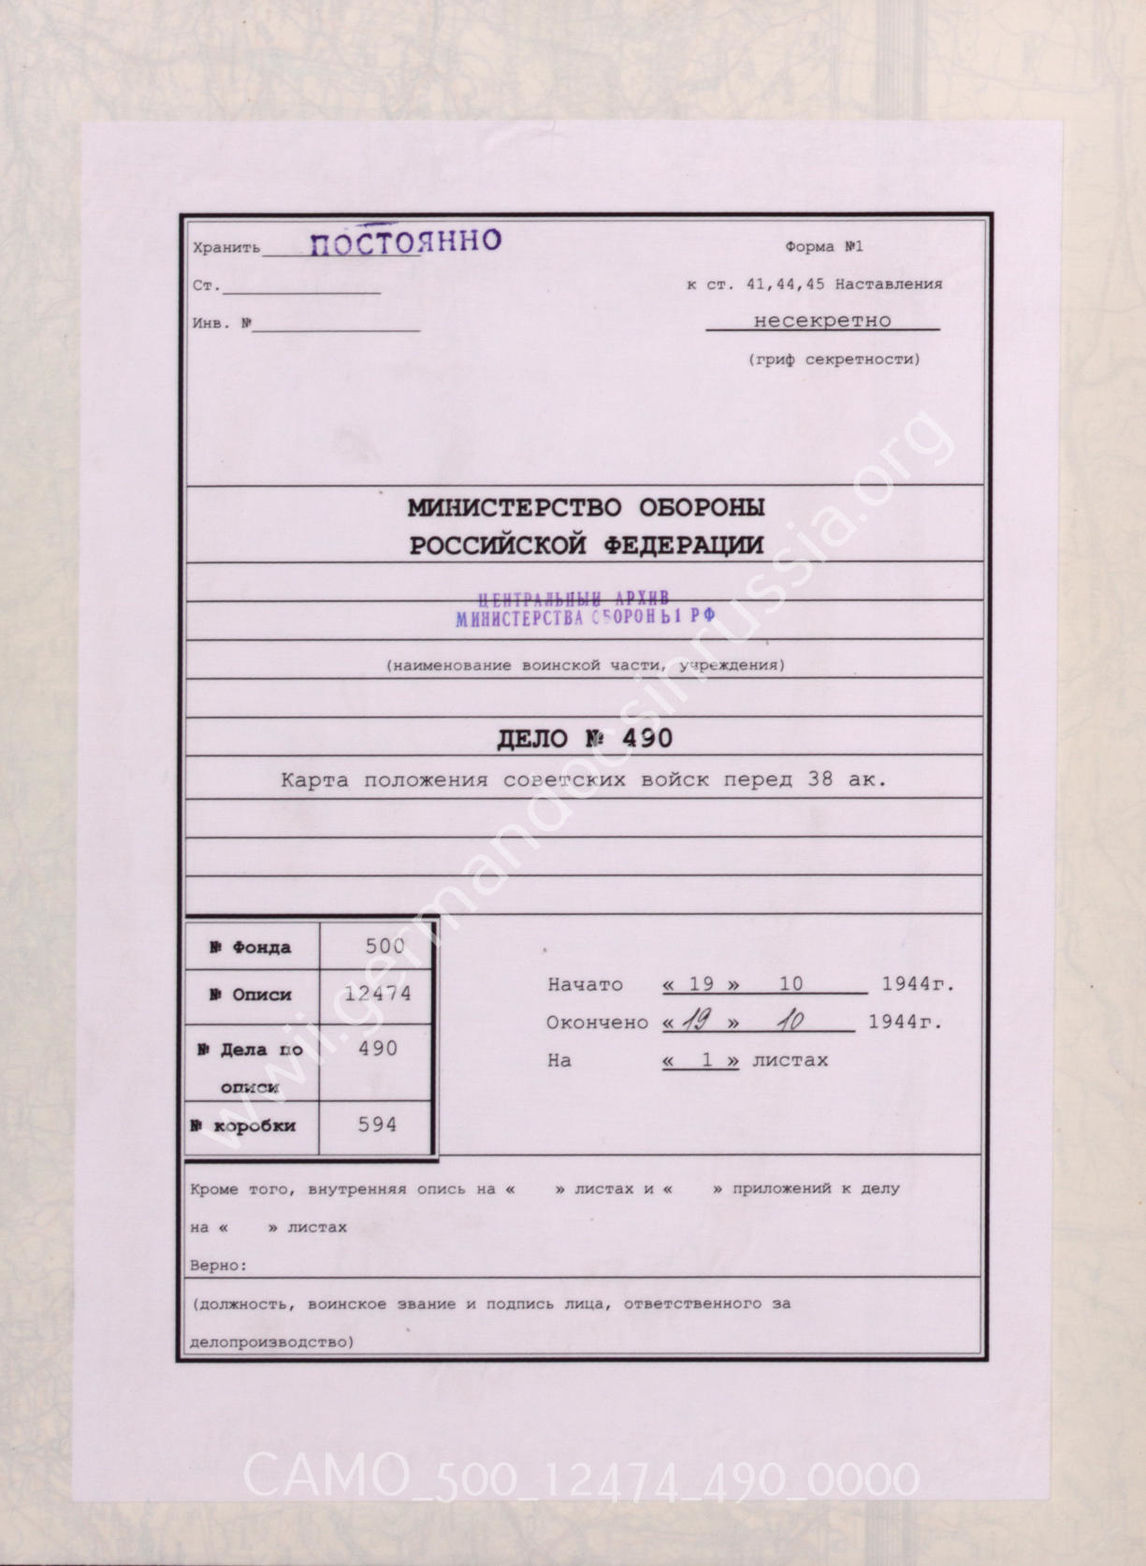 Хранить ПОСТОЯННО
Форма №1
Ст.
к ст. 41,44,45 Наставления
Инв. №
несекретно
(гриф секретности)
МИНИСТЕРСТВО ОБОРОНЫ
РОССИЙСКОЙ ФЕДЕРАЦИИ
ЦЕНТРАЛЬНЫЙ АРХИВ
МИНИСТЕРСТВА ОБОРОНЫ РФ
(наименование воинской части, учреждения)
ДЕЛО № 490
Карта положения советских войск перед 38 ак.
№ Фонда 500
№ Описи 12474
№ Дела по 490
описи
№ коробки 594
Начато « 19 » 10 1944г.
Окончено « 19 » 10 1944г.
На « 1 » листах
Кроме того, внутренняя опись на « » листах и « » приложений к делу
на « » листах
Верно:
(должность, воинское звание и подпись лица, ответственного за
делопроизводство)
www.wii.germandocsinrussia.org
CAMO_500_12474_490_0000